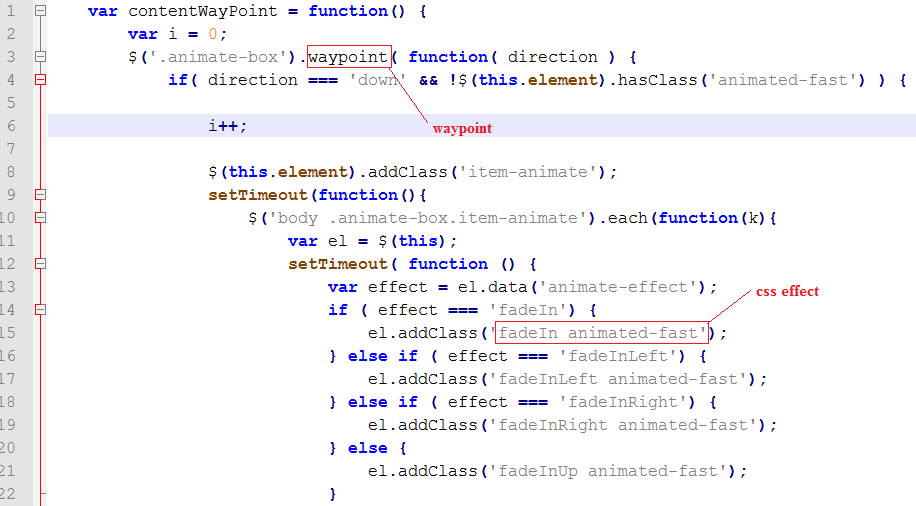 1 var contentWayPoint = function() {
2 var i = 0;
3 $('.animate-box').waypoint( function( direction ) {
4 if( direction === 'down' && !$(this.element).hasClass('animated-fast') ) {
5
6 i++;
waypoint
7
8 $(this.element).addClass('item-animate');
9 setTimeout(function(){
10 $('body .animate-box.item-animate').each(function(k){
11 var el = $(this);
12 setTimeout( function () {
13 var effect = el.data('animate-effect');
css effect
14 if ( effect === 'fadeIn') {
15 el.addClass('fadeIn animated-fast');
16 } else if ( effect === 'fadeInLeft') {
17 el.addClass('fadeInLeft animated-fast');
18 } else if ( effect === 'fadeInRight') {
19 el.addClass('fadeInRight animated-fast');
20 } else {
21 el.addClass('fadeInUp animated-fast');
22 }